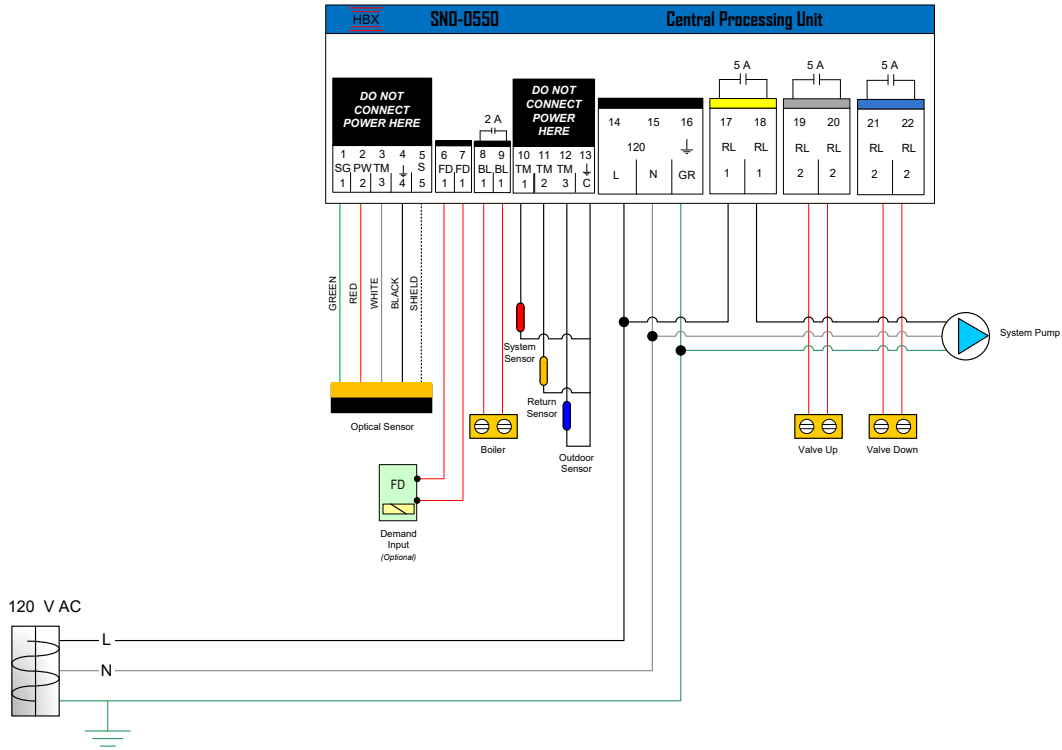 HBX SNO-0550 Central Processing Unit
5 A 5 A 5 A
DO NOT
CONNECT
POWER HERE
2 A
DO NOT
CONNECT
POWER
HERE
1 2 3 4 5 6 7 8 9 10 11 12 13
SG PW TM S FD FD BL BL TM TM TM
1 2 3 4 5 1 1 1 1 1 2 3 C
14 15 16 17 18 19 20 21 22
120 RL RL RL RL RL RL
L N GR 1 1 2 2 2 2
GREEN
RED
WHITE
BLACK
SHIELD
System
Sensor
Return
Sensor
Outdoor
Sensor
System Pump
Optical Sensor
Boiler
Valve Up
Valve Down
FD
Demand
Input
(Optional)
120 V AC
L
N